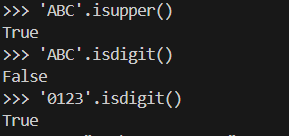 >>> 'ABC'.isupper()
True
>>> 'ABC'.isdigit()
False
>>> '0123'.isdigit()
True